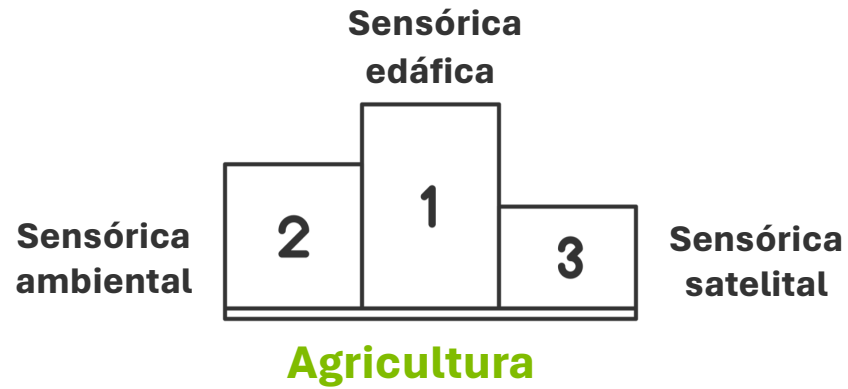 Sensórica
edáfica
1
2
3
Sensórica
ambiental
Sensórica
satelital
Agricultura